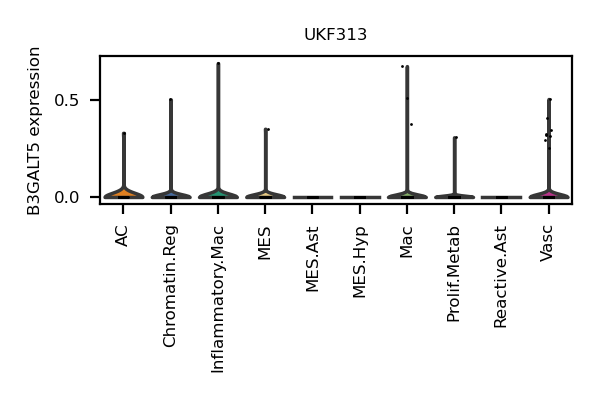 UKF313
B3GALT5 expression
0.5
0.0
AC
Chromatin.Reg
Inflammatory.Mac
MES
MES.Ast
MES.Hyp
Mac
Prolif.Metab
Reactive.Ast
Vasc